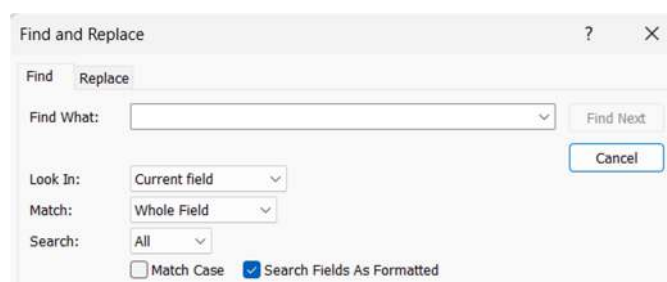 Find and Replace ?
Find Replace
Find What: Find Next
Cancel
Look In: Current field
Match: Whole Field
Search: All
Match Case Search Fields As Formatted